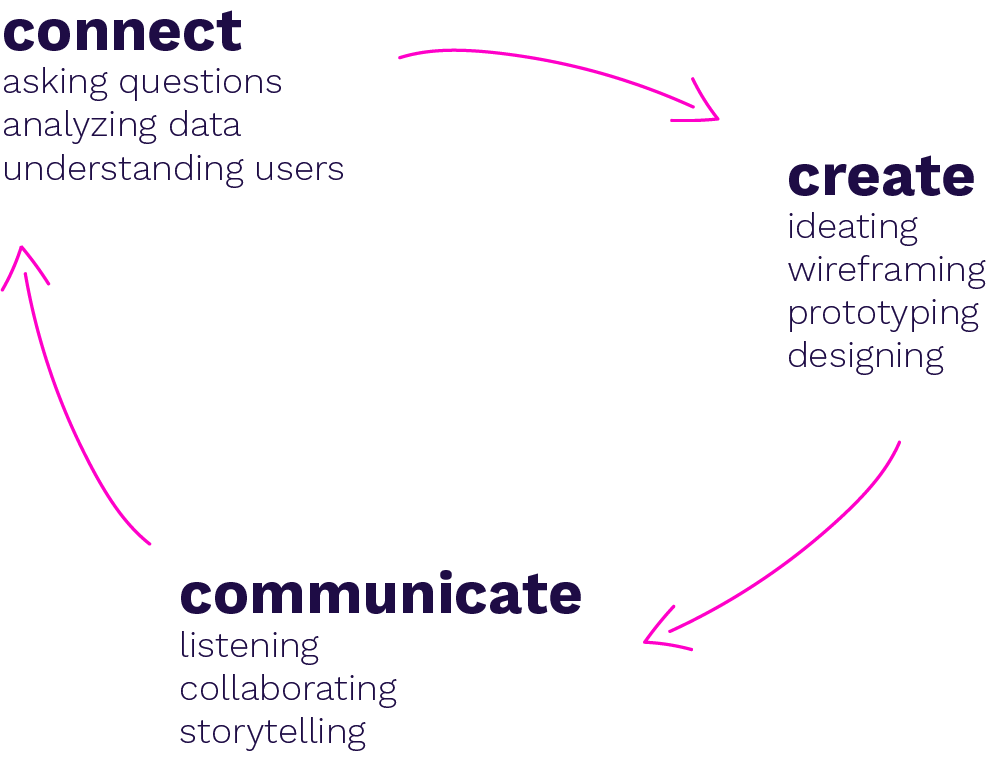 connect
asking questions
analyzing data
understanding users
create
ideating
wireframing
prototyping
designing
communicate
listening
collaborating
storytelling